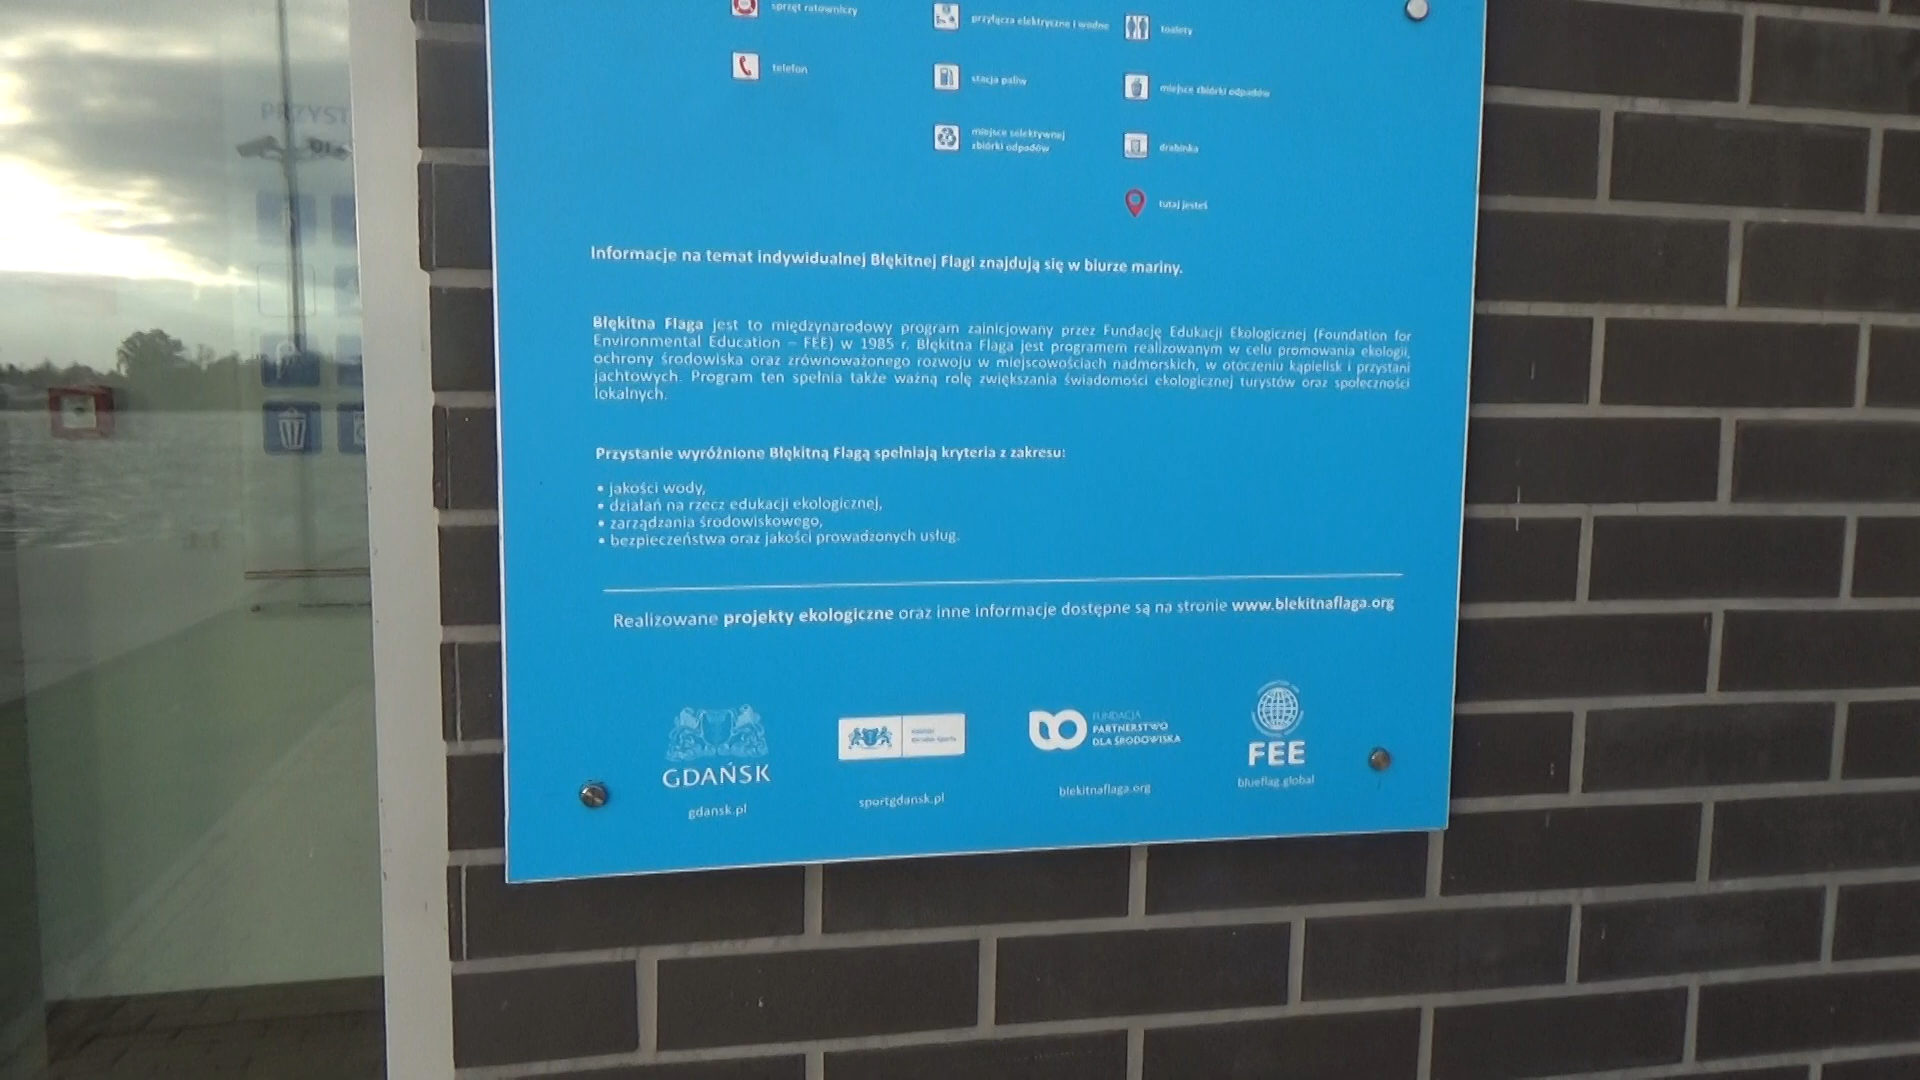 sprzęt ratowniczy
przyłącza elektryczne i wodne
toalety
telefon
stacja paliw
miejsce zbiórki odpadów
miejsce selektywnej
zbiórki odpadów
drabinka
tutaj jesteś
Informacje na temat indywidualnej Błękitnej Flagi znajdują się w biurze mariny.
Błękitna Flaga jest to międzynarodowy program zainicjowany przez Fundację Edukacji Ekologicznej (Foundation for
Environmental Education – FEE) w 1985 r. Błękitna Flaga jest programem realizowanym w celu promowania ekologii,
ochrony środowiska oraz zrównoważonego rozwoju w miejscowościach nadmorskich, w otoczeniu kąpielisk i przystani
jachtowych. Program ten spełnia także ważną rolę zwiększania świadomości ekologicznej turystów oraz społeczności
lokalnych.
Przystanie wyróżnione Błękitną Flagą spełniają kryteria z zakresu:
• jakości wody,
• działań na rzecz edukacji ekologicznej,
• zarządzania środowiskowego,
• bezpieczeństwa oraz jakości prowadzonych usług.
Realizowane projekty ekologiczne oraz inne informacje dostępne są na stronie www.blekitnaflaga.org
GDAŃSK
gdansk.pl
sportgdansk.pl
FUNDACJA
PARTNERSTWO
DLA ŚRODOWISKA
blekitnaflaga.org
FEE
blueflag.global
PRZYST